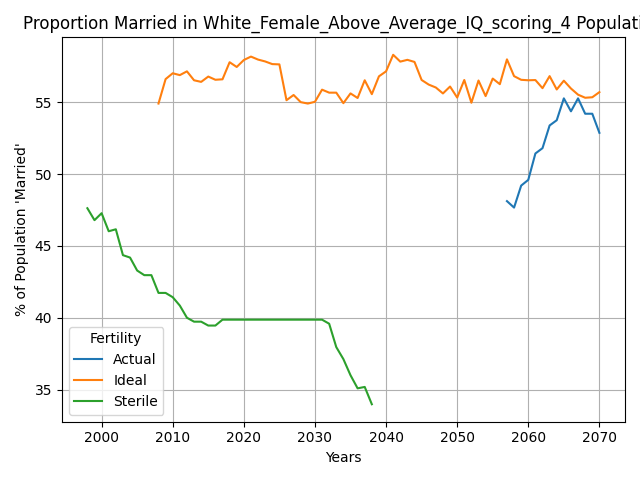 Proportion Married in White_Female_Above_Average_IQ_scoring_4 Populati
% of Population 'Married'
55
50
45
40
35
Fertility
Actual
Ideal
Sterile
2000 2010 2020 2030 2040 2050 2060 2070
Years